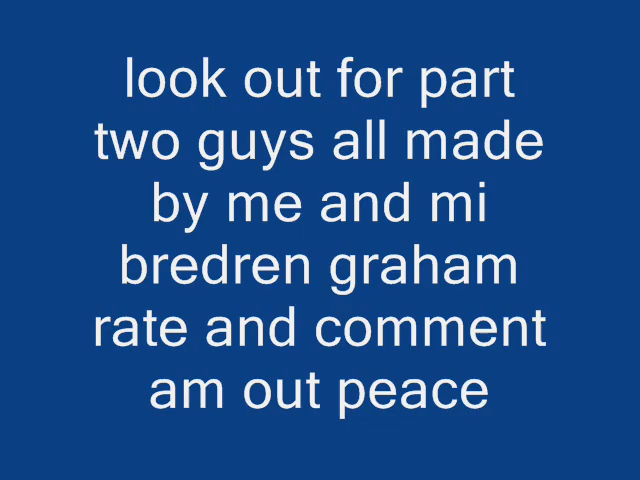 look out for part
two guys all made
by me and mi
bredren graham
rate and comment
am out peace